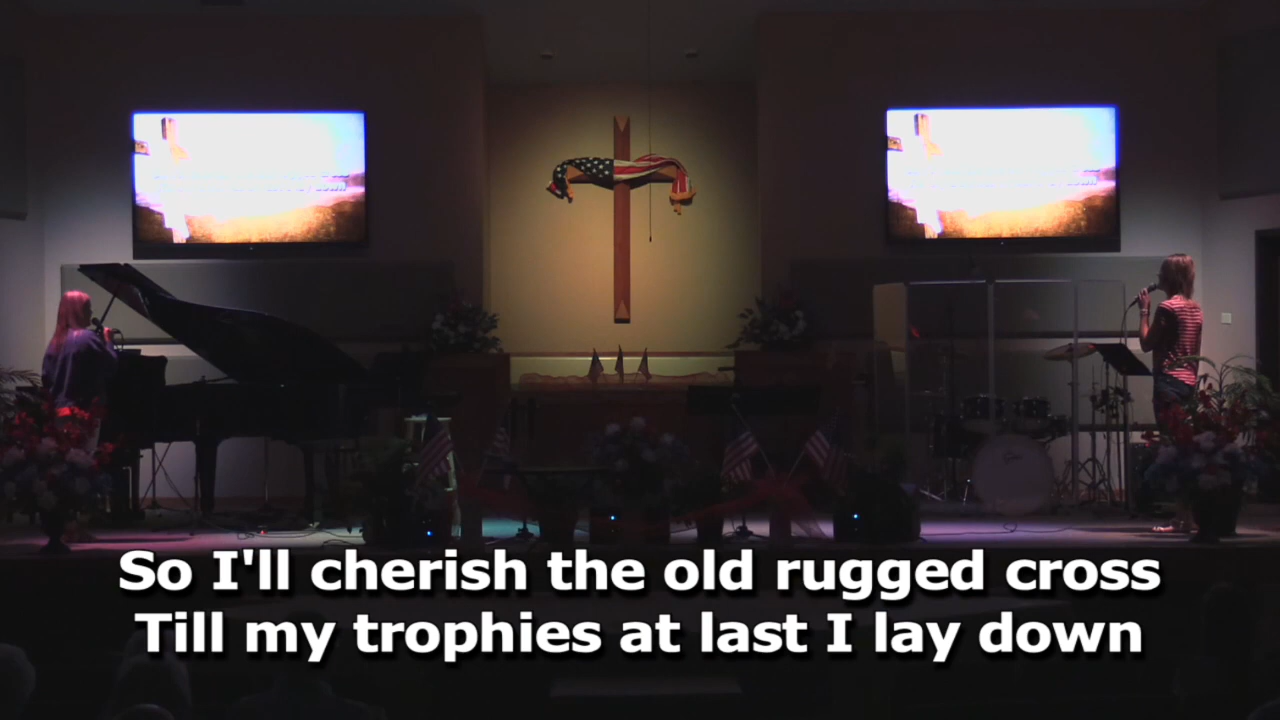 So I'll cherish the old rugged cross
Till my trophies at last I lay down